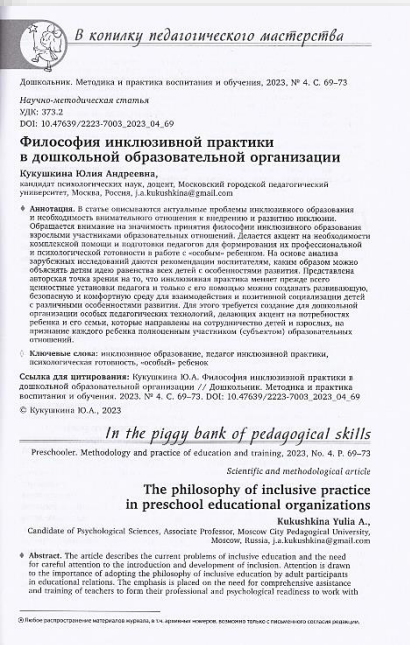 В копилку педагогического мастерства
Дошкольник. Методика и практика воспитания и обучения, 2023, № 4. С. 69–73
Научно-методическая статья
УДК: 373.2
DOI: 10.47639/2223-7003_2023_04_69
Философия инклюзивной практики
в дошкольной образовательной организации
Кукушкина Юлия Андреевна,
кандидат психологических наук, доцент, Московский городской педагогический
университет, Москва, Россия, j.a.kukushkina@gmail.com
♦ Аннотация. В статье описываются актуальные проблемы инклюзивного образования
и необходимость внимательного отношения к внедрению и развитию инклюзии.
Обращается внимание на значимость принятия философии инклюзивного образования
взрослыми участниками образовательных отношений. Делается акцент на необходимости
комплексной помощи и подготовки педагогов для формирования их профессиональной
и психологической готовности к работе с «особым» ребенком. На основе анализа
зарубежных исследований даются рекомендации воспитателям, каким образом можно
объяснять детям идею равенства всех детей с особенностями развития. Представлена
авторская точка зрения на то, что инклюзивная практика меняет прежде всего
ценностные установки педагога и только с его помощью можно создавать развивающую,
безопасную и комфортную среду для взаимодействия и позитивной социализации детей
с различными особенностями развития. Для этого требуется создание для дошкольной
организации особых педагогических технологий, делающих акцент на потребностях
ребенка и его семьи, которые направлены на сотрудничество детей и взрослых, на
признание каждого ребенка полноценным участником (субъектом) образовательных
отношений.
◊ Ключевые слова: инклюзивное образование, педагог инклюзивной практики,
психологическая готовность, «особый» ребенок
Ссылка для цитирования: Кукушкина Ю.А. Философия инклюзивной практики в
дошкольной образовательной организации // Дошкольник. Методика и практика
воспитания и обучения. 2023. № 4. С. 69–73. DOI: 10.47639/2223-7003_2023_04_69
© Кукушкина Ю.А., 2023
In the piggy bank of pedagogical skills
Preschooler. Methodology and practice of education and training, 2023, No. 4. P. 69–73
Scientific and methodological article
The philosophy of inclusive practice
in preschool educational organizations
Kukushkina Yulia A.,
Candidate of Psychological Sciences, Associate Professor, Moscow City Pedagogical University,
Moscow, Russia, j.a.kukushkina@gmail.com
♦ Abstract. The article describes the current problems of inclusive education and the need
for careful attention to the introduction and development of inclusion. Attention is drawn
to the importance of adopting the philosophy of inclusive education by adult participants
in educational relations. The emphasis is placed on the need for comprehensive assistance
and training of teachers to form their professional and psychological readiness to work with
Любое распространение материалов журнала, в т.ч. архивных номеров, возможно только с письменного согласия редакции.